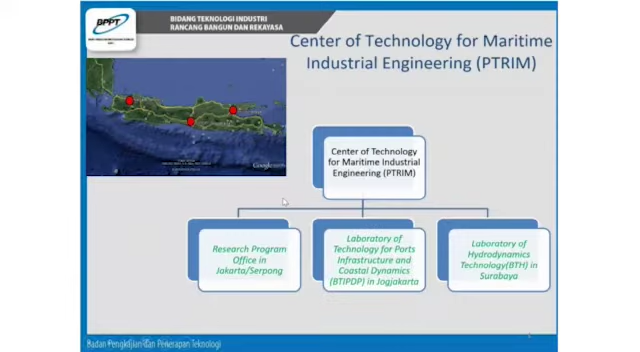 BPPT
BIDANG TEKNOLOGI INDUSTRI
RANCANG BANGUN DAN REKAYASA
Center of Technology for Maritime
Industrial Engineering (PTRIM)
Google
Center of Technology
for Maritime Industrial
Engineering (PTRIM)
Research Program
Office in
Jakarta/Serpong
Laboratory of
Technology for Ports
Infrastructure and
Coastal Dynamics
(BTIPDP) in Jogjakarta
Laboratory of
Hydrodynamics
Technology(BTH) in
Surabaya
Badan Pengkajian dan Penerapan Teknologi